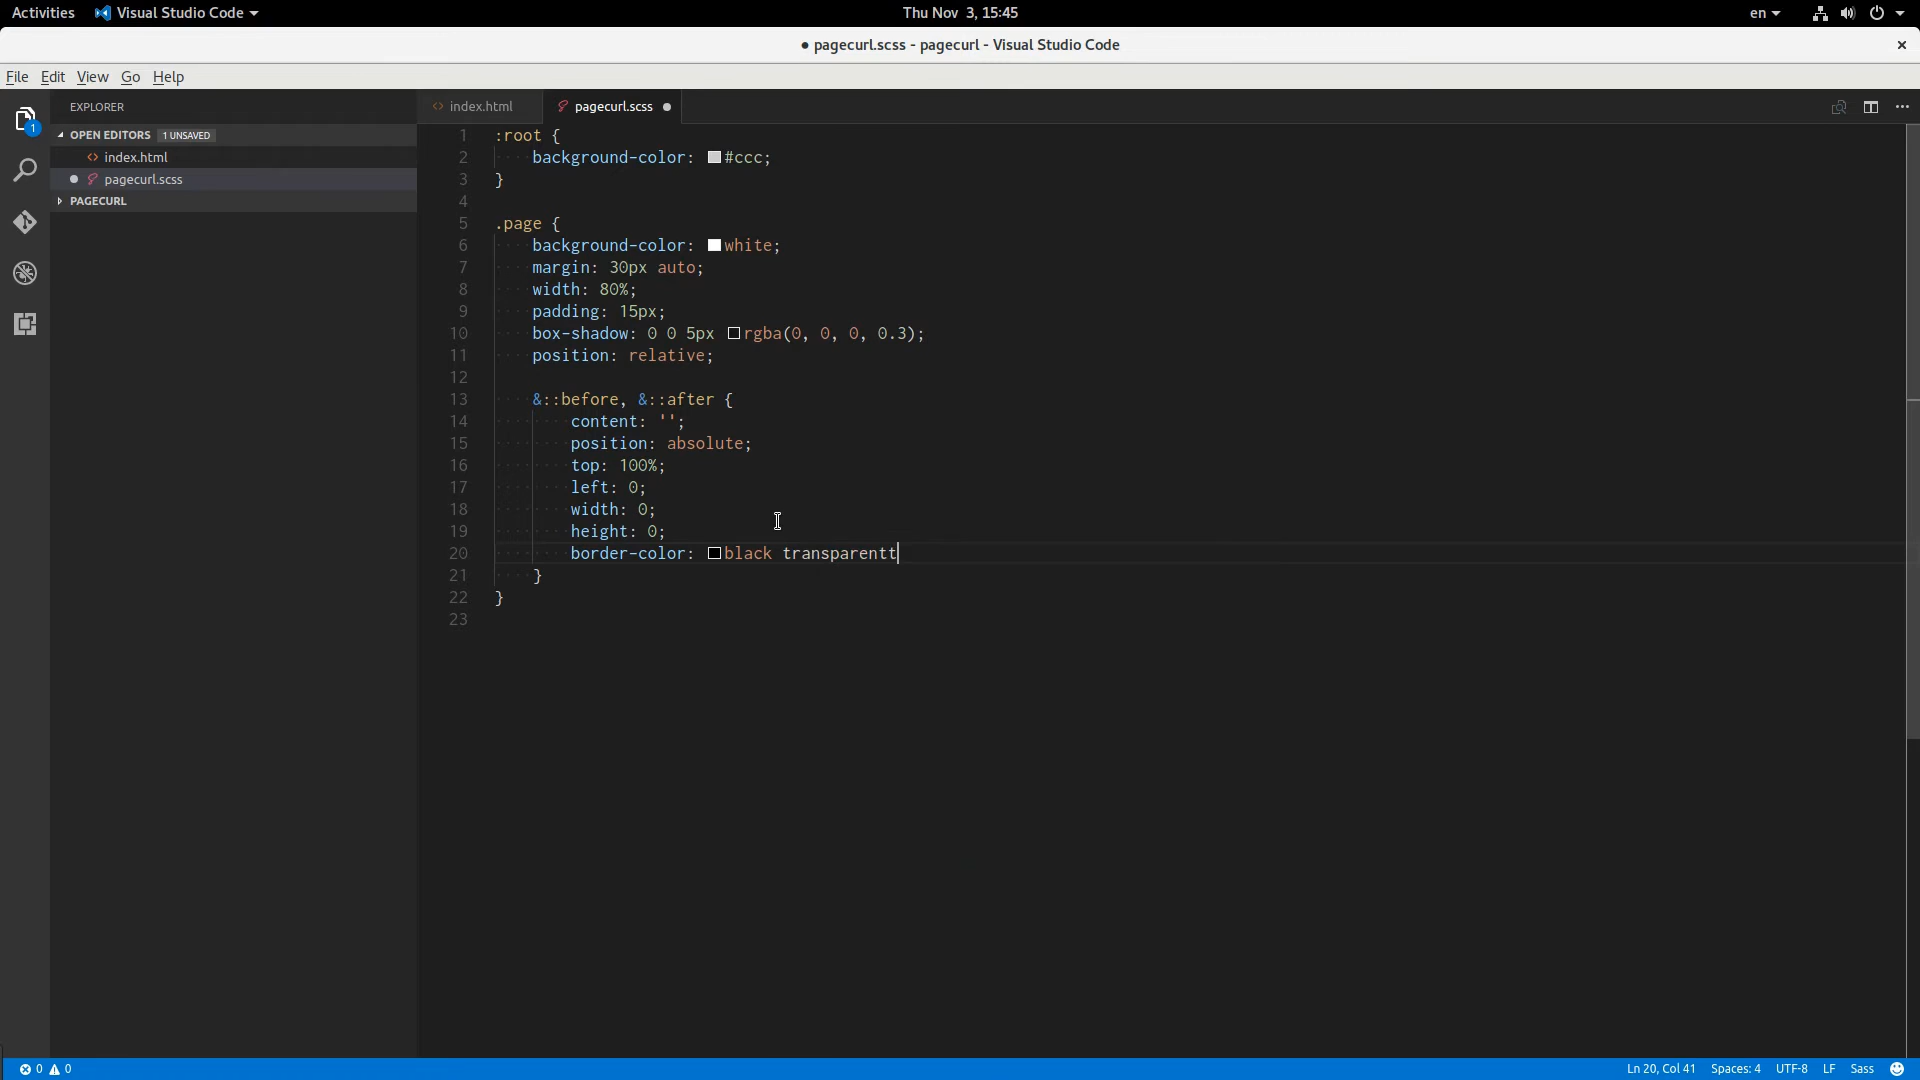 Activities Visual Studio Code Thu Nov 3, 15:45 en
● pagecurl.scss - pagecurl - Visual Studio Code ×
File Edit View Go Help
EXPLORER
OPEN EDITORS 1 UNSAVED
index.html
pagecurl.scss
PAGECURL
1
index.html pagecurl.scss
1 :root {
2 background-color: #ccc;
3 }
4
5 .page {
6 background-color: white;
7 margin: 30px auto;
8 width: 80%;
9 padding: 15px;
10 box-shadow: 0 0 5px rgba(0, 0, 0, 0.3);
11 position: relative;
12
13 &::before, &::after {
14 content: '';
15 position: absolute;
16 top: 100%;
17 left: 0;
18 width: 0;
19 height: 0;
20 border-color: black transparentt
21 }
22 }
23
0 0 Ln 20, Col 41 Spaces: 4 UTF-8 LF Sass